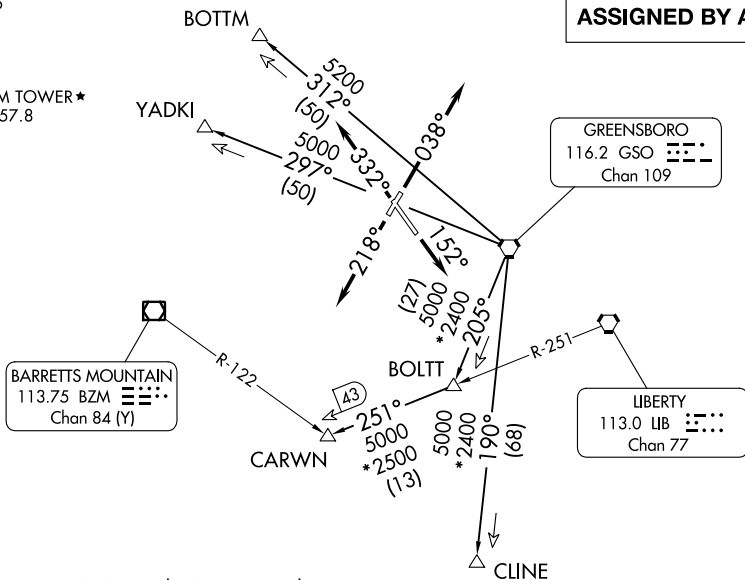 ASSIGNED BY A
BOTTM
5200
312°
(50)
M TOWER★
57.8
YADKI
5000
297°
(50)
332°
038°
218°
152°
GREENSBORO
116.2 GSO
Chan 109
(27)
5000
*2400
205°
BARRETTS MOUNTAIN
113.75 BZM
Chan 84 (Y)
R-122
BOLTT
R-251
LIBERTY
113.0 LIB
Chan 77
43
251°
5000
*2500
(13)
CARWN
5000
*2400
190°
(68)
CLINE